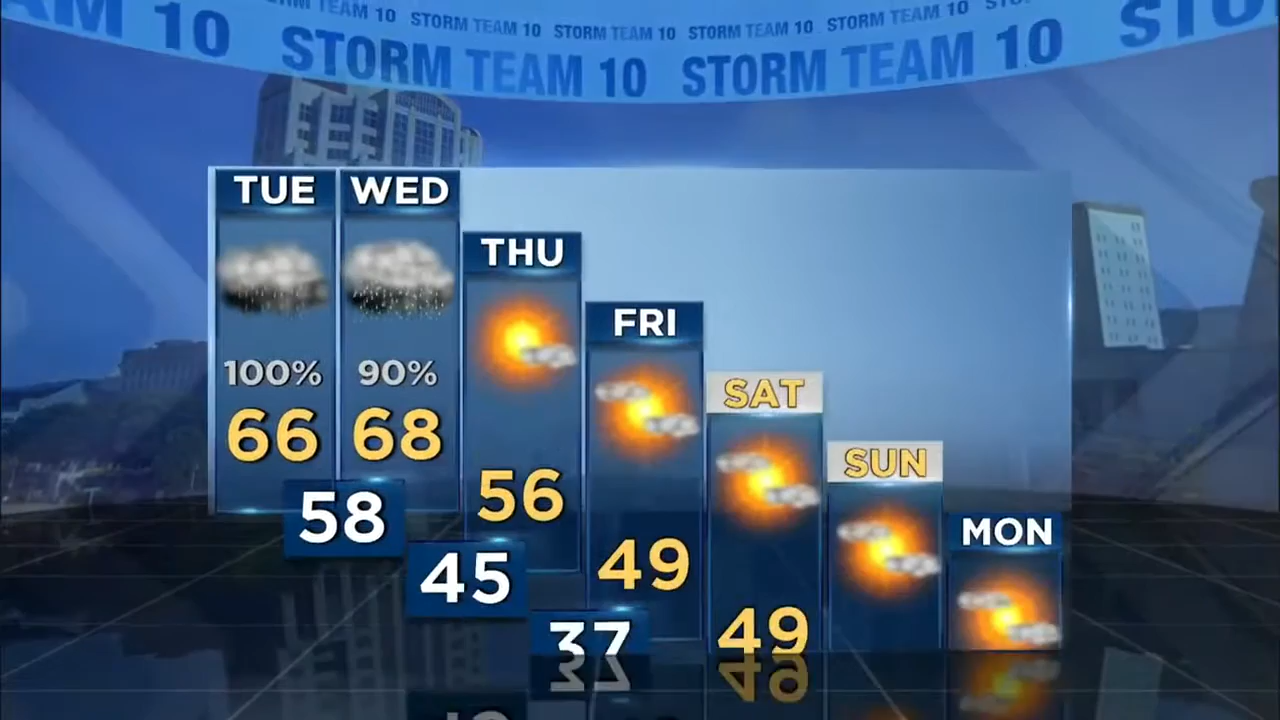 STORM TEAM 10 STORM TEAM 10 STORM TEAM 10 STORM TEAM 10 STORM TEAM 10
10 STORM TEAM 10 STORM TEAM 10
TUE WED
THU
FRI
SAT
SUN
MON
100% 90%
66 68
56
58
49
45
37
49